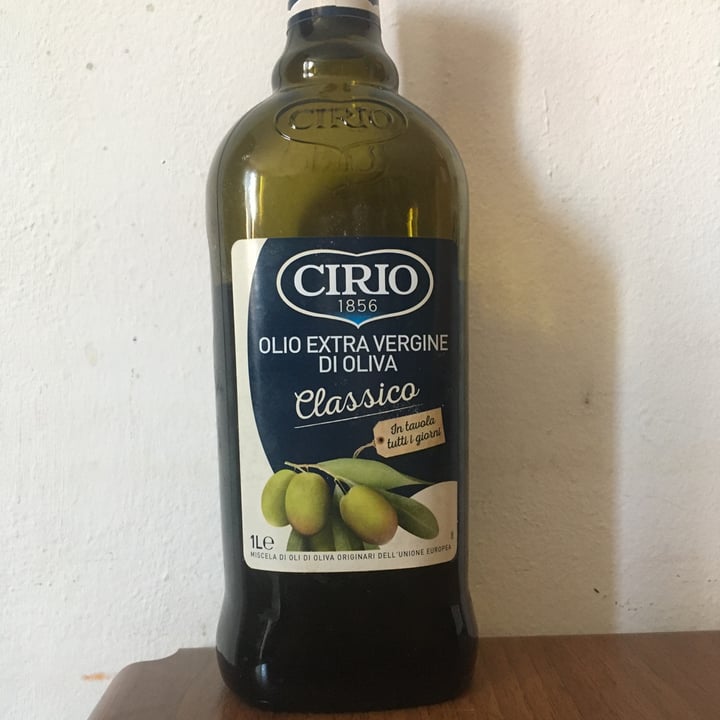 CIRIO
CIRIO
1856
OLIO EXTRA VERGINE
DI OLIVA
Classico
In tavola
tutti i giorni
1L e
MISCELA DI OLI DI OLIVA ORIGINARI DELL'UNIONE EUROPEA